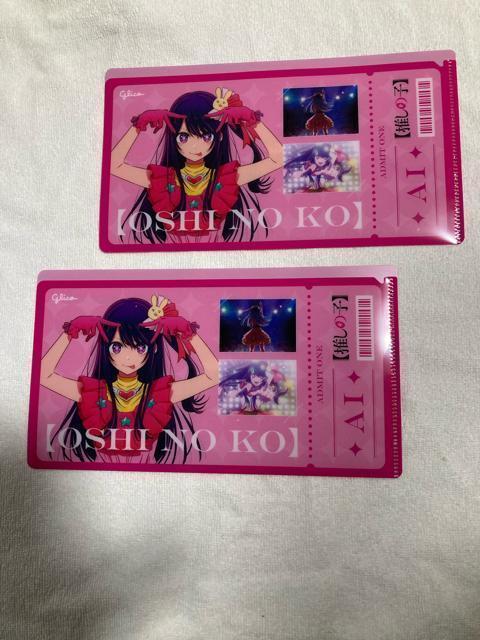 Glico
【OSHI NO KO】
ADMIT ONE
【推しの子】
AI
Glico
【OSHI NO KO】
ADMIT ONE
【推しの子】
AI